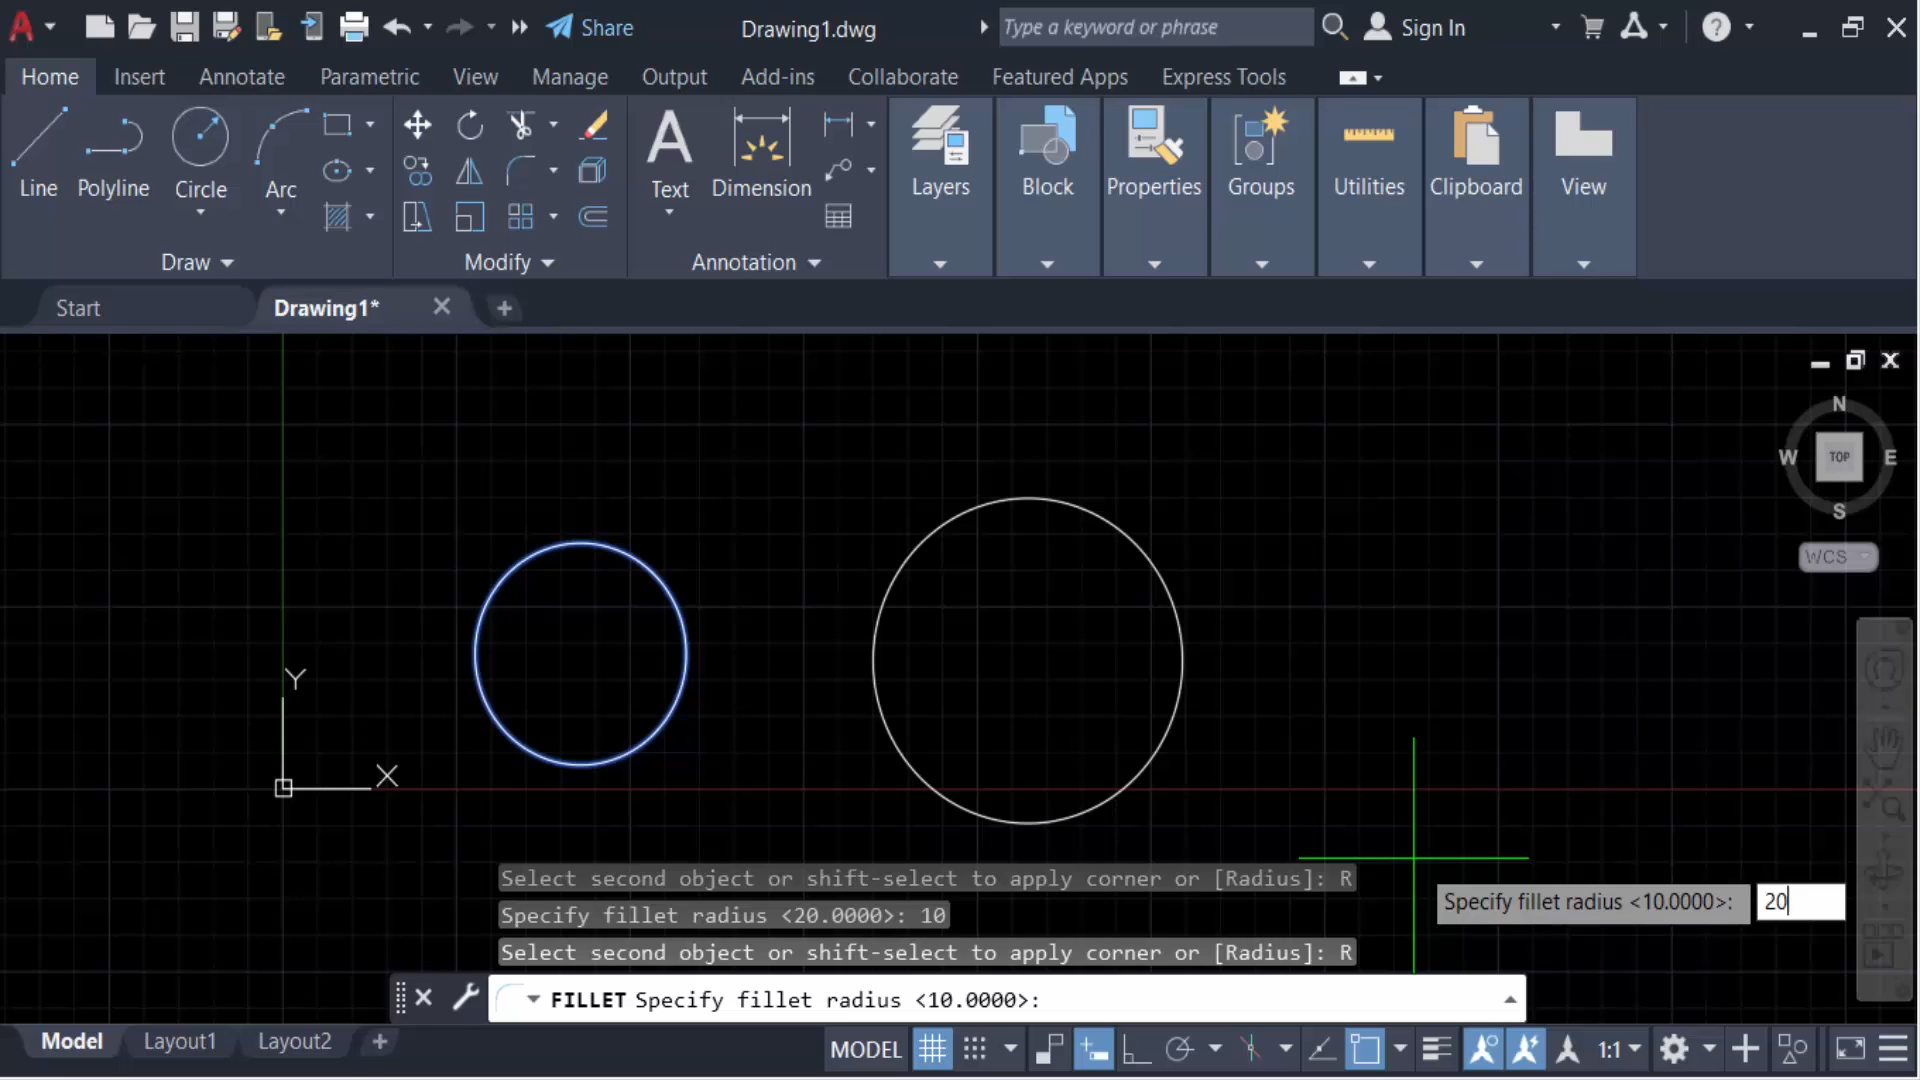 Share
Drawing1.dwg
Type a keyword or phrase
Sign In
Home Insert Annotate Parametric View Manage Output Add-ins Collaborate Featured Apps Express Tools
Line Polyline Circle Arc
Text Dimension
Layers Block Properties Groups Utilities Clipboard View
Draw Modify Annotation
Start Drawing1*
N
W TOP E
S
WCS
Y
X
Select second object or shift-select to apply corner or [Radius]: R
Specify fillet radius <10.0000>: 20
Specify fillet radius <20.0000>: 10
Select second object or shift-select to apply corner or [Radius]: R
FILLET Specify fillet radius <10.0000>:
Model Layout1 Layout2
MODEL 1:1